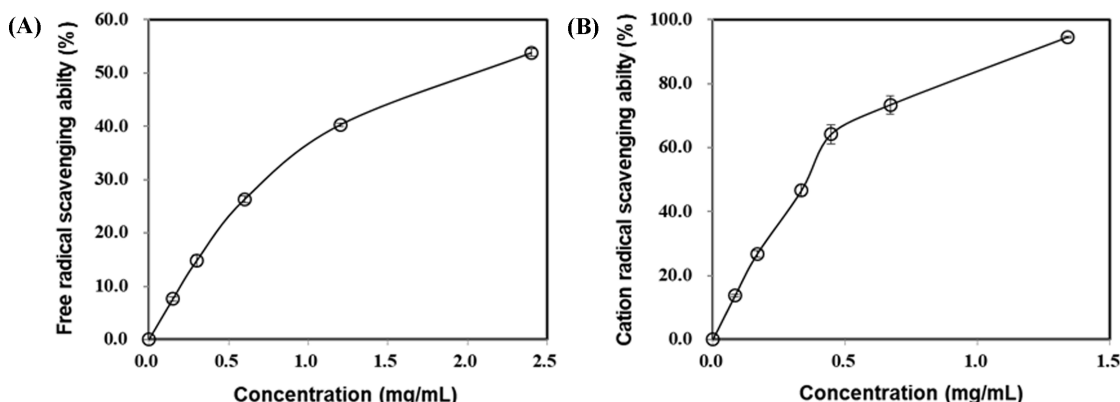 (A)
Free radical scavenging abilty (%)
60.0
50.0
40.0
30.0
20.0
10.0
0.0
0.0 0.5 1.0 1.5 2.0 2.5
Concentration (mg/mL)
(B)
Cation radical scavenging abilty (%)
100.0
80.0
60.0
40.0
20.0
0.0
0.0 0.5 1.0 1.5
Concentration (mg/mL)